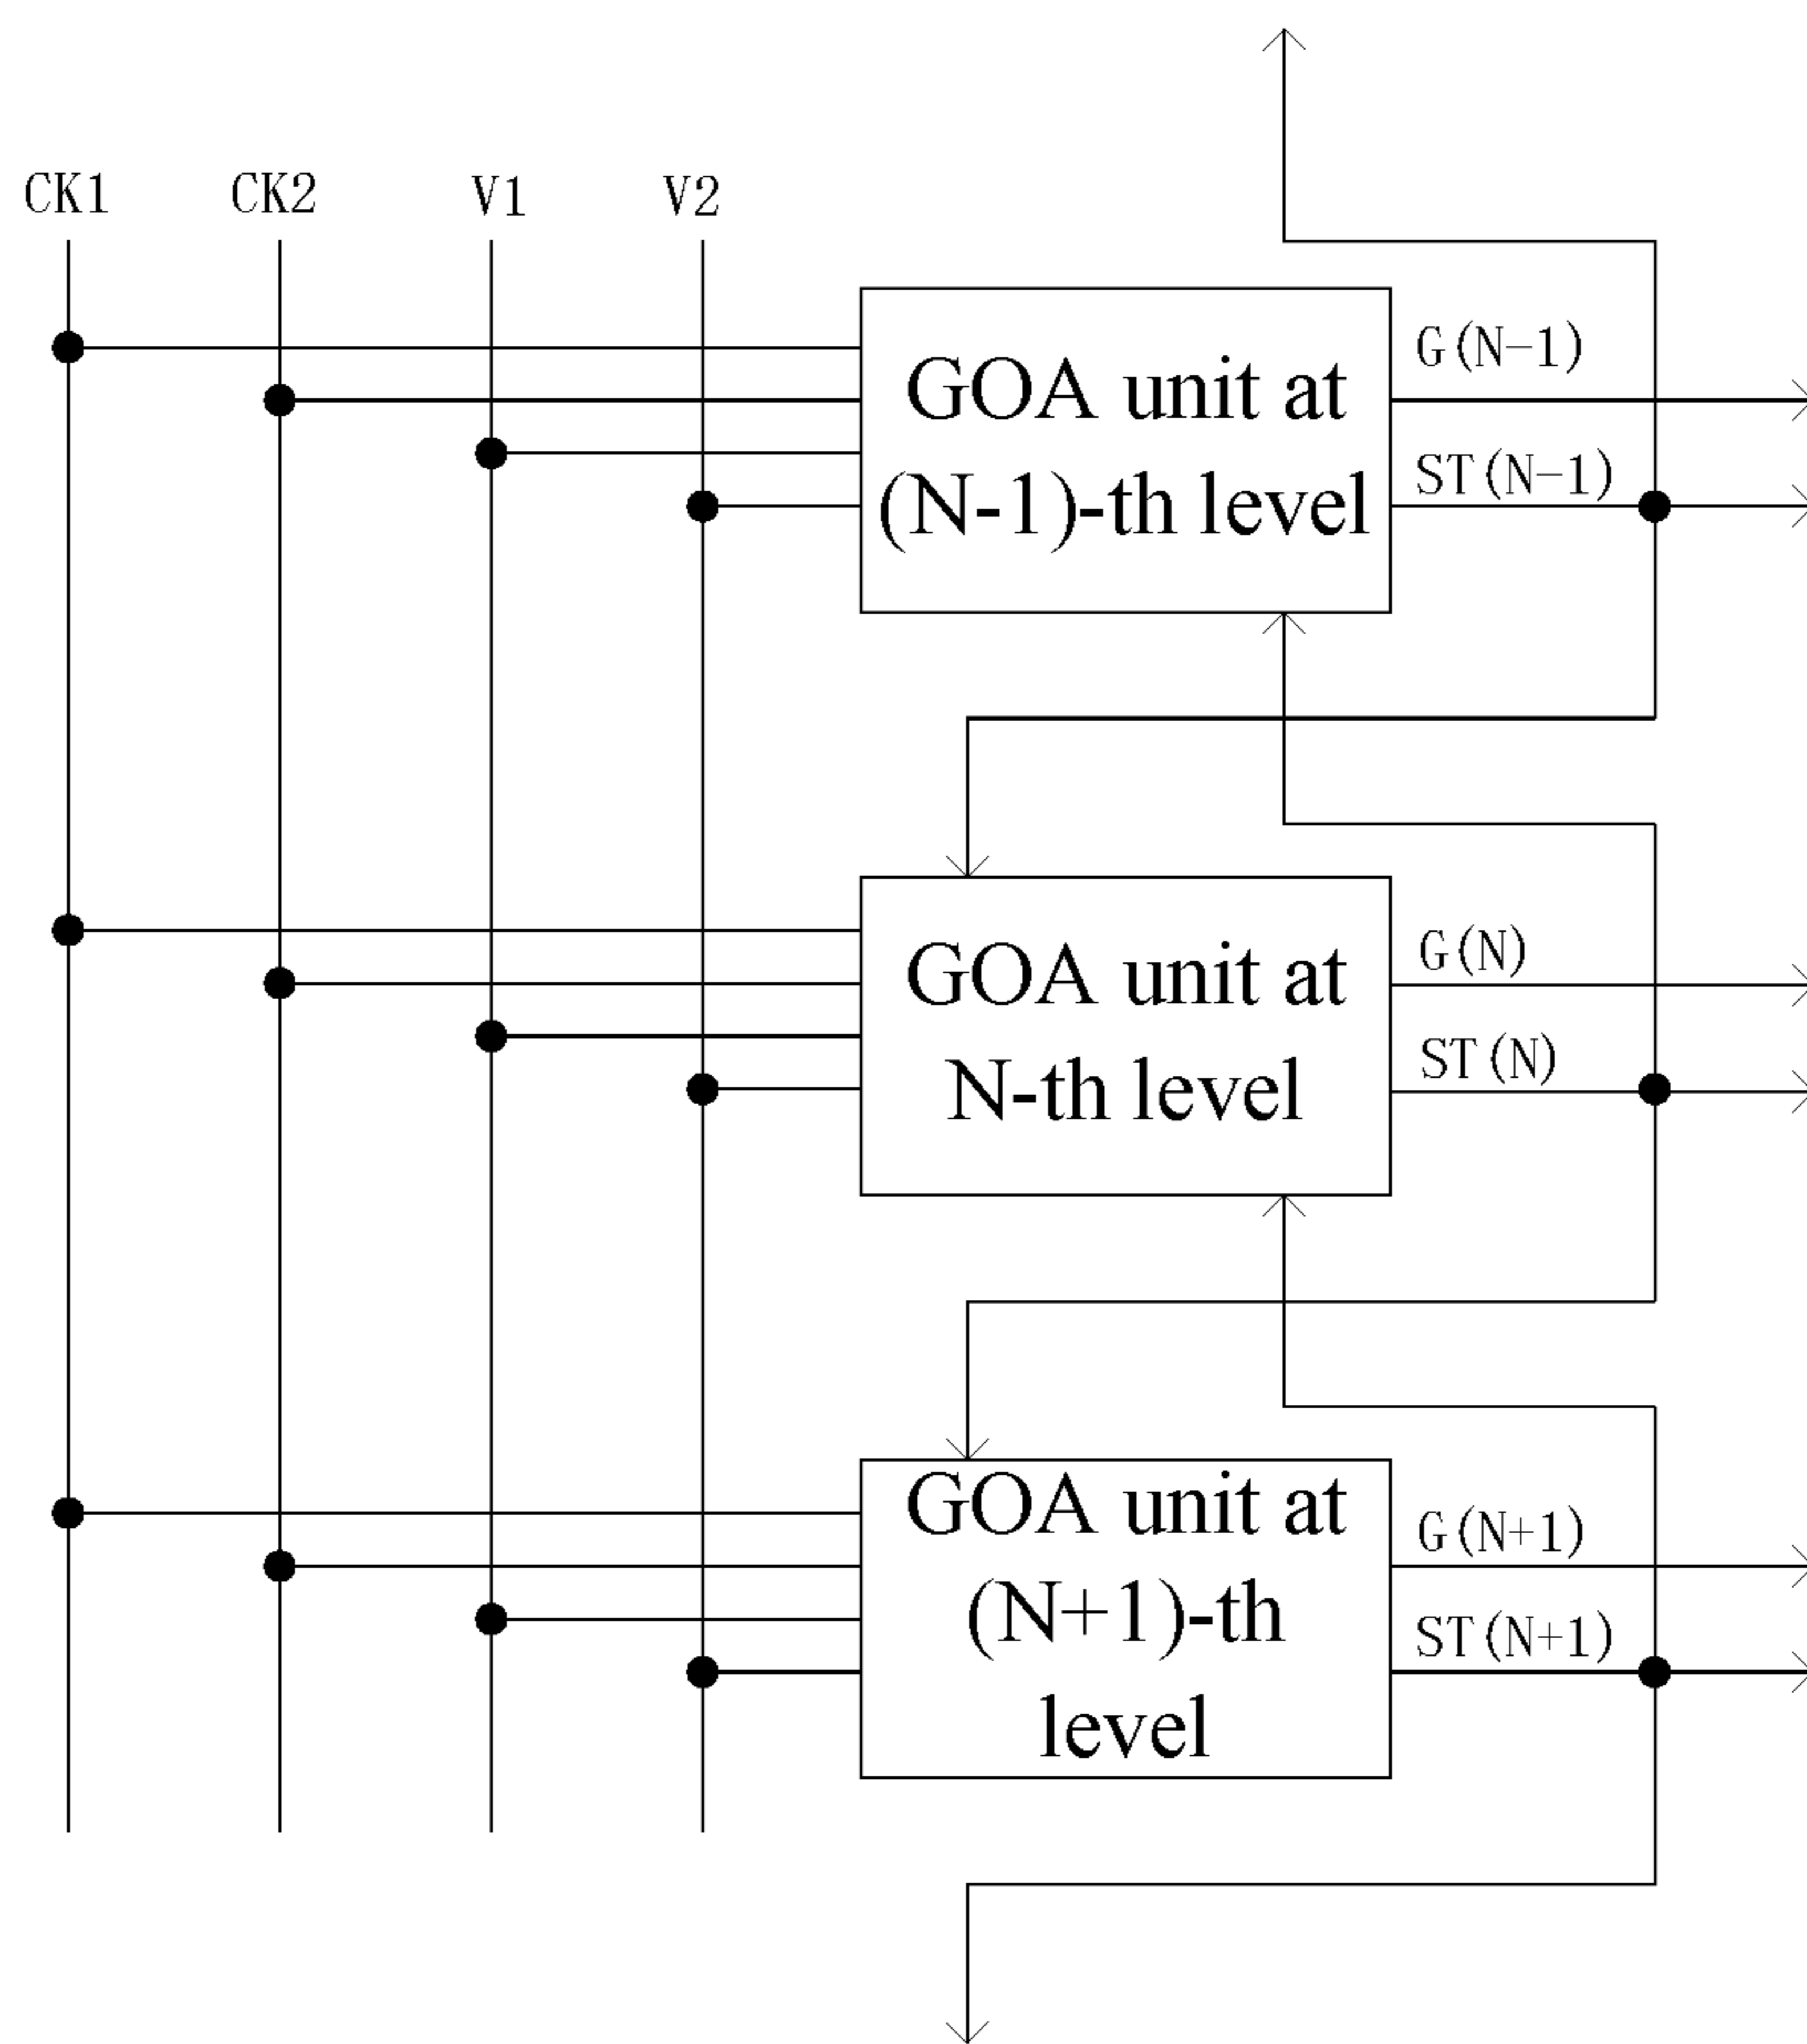 CK1 CK2 V1 V2
GOA unit at
(N-1)-th level
G(N-1)
ST(N-1)
GOA unit at
N-th level
G(N)
ST(N)
GOA unit at
(N+1)-th
level
G(N+1)
ST(N+1)